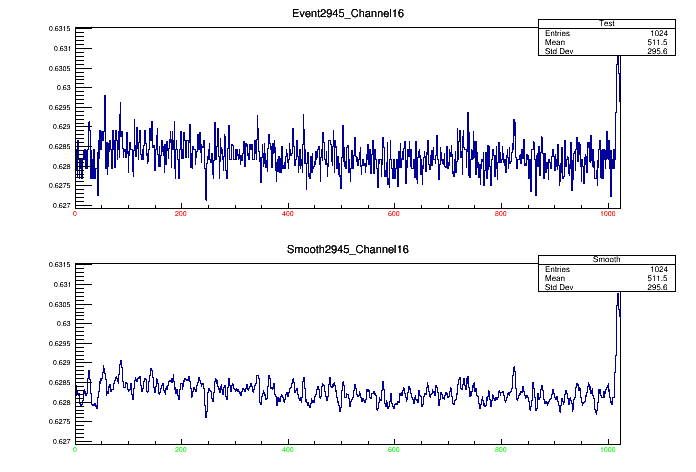 Event2945_Channel16
Test
Entries 1024
Mean 511.5
Std Dev 295.6
0.6315
0.631
0.6305
0.63
0.6295
0.629
0.6285
0.628
0.6275
0.627
0 200 400 600 800 1000
Smooth2945_Channel16
Smooth
Entries 1024
Mean 511.5
Std Dev 295.6
0.6315
0.631
0.6305
0.63
0.6295
0.629
0.6285
0.628
0.6275
0.627
0 200 400 600 800 1000